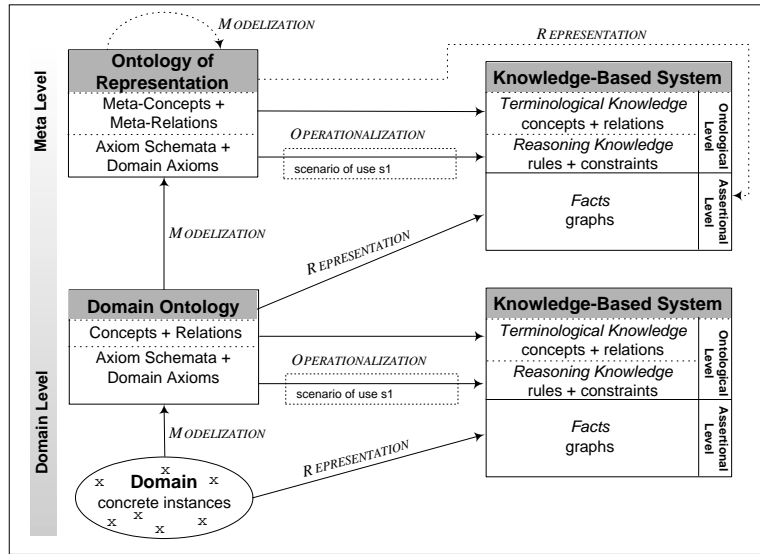 MODELIZATION
REPRESENTATION
Meta Level
Ontology of
Representation
Meta-Concepts +
Meta-Relations
Axiom Schemata +
Domain Axioms
OPERATIONALIZATION
scenario of use s1
Knowledge-Based System
Terminological Knowledge
concepts + relations
Reasoning Knowledge
rules + constraints
Ontological
Level
Facts
graphs
Assertional
Level
MODELIZATION
REPRESENTATION
Domain Level
Domain Ontology
Concepts + Relations
Axiom Schemata +
Domain Axioms
OPERATIONALIZATION
scenario of use s1
Knowledge-Based System
Terminological Knowledge
concepts + relations
Reasoning Knowledge
rules + constraints
Ontological
Level
Facts
graphs
Assertional
Level
MODELIZATION
REPRESENTATION
x
Domain
x x
concrete instances
x x x x